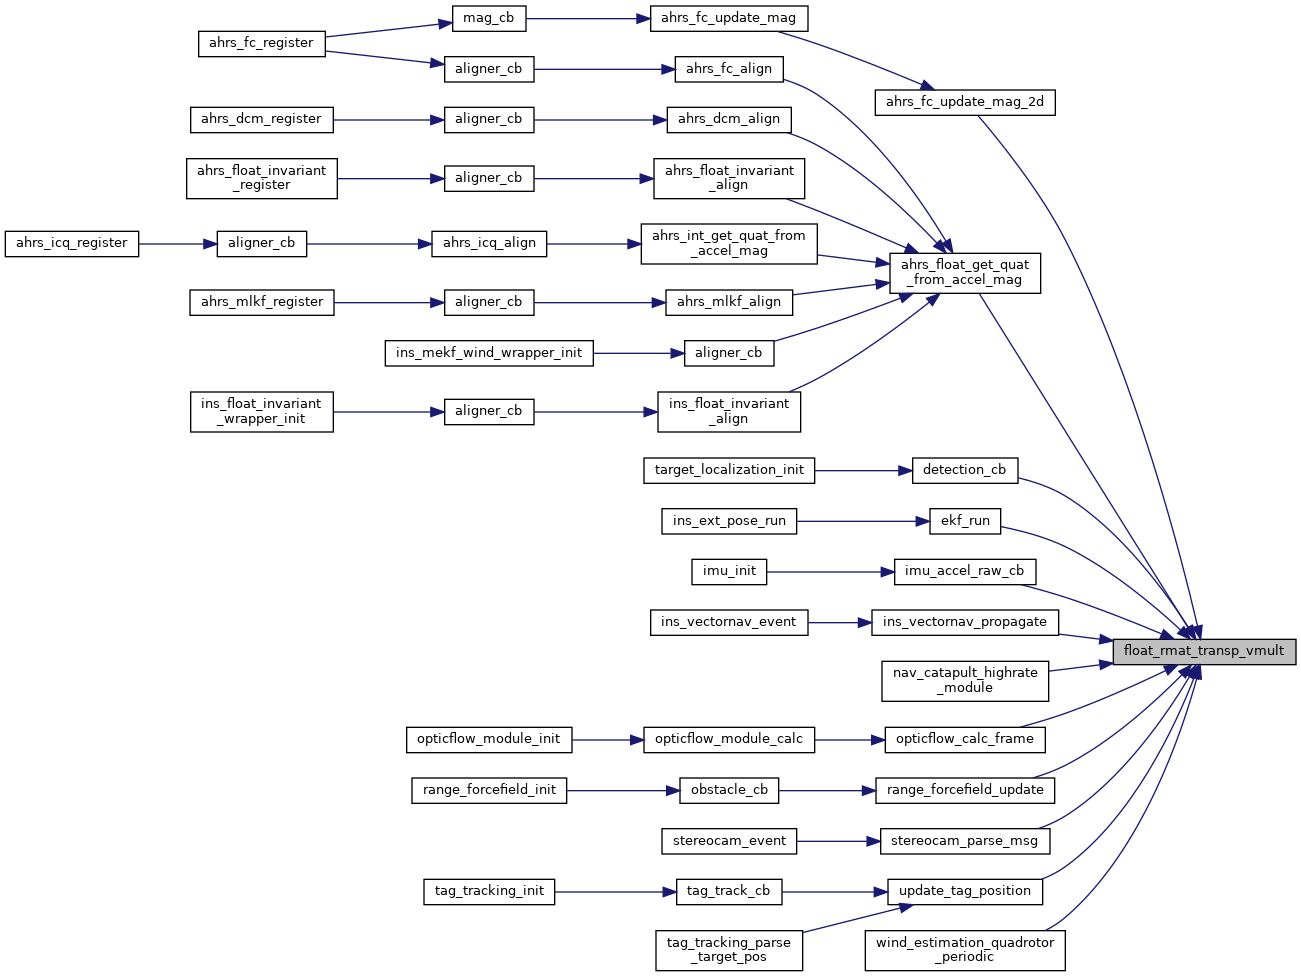 mag_cb
ahrs_fc_update_mag
ahrs_fc_register
aligner_cb
ahrs_fc_align
ahrs_fc_update_mag_2d
ahrs_dcm_register
aligner_cb
ahrs_dcm_align
ahrs_float_invariant
_register
aligner_cb
ahrs_float_invariant
_align
ahrs_icq_register
aligner_cb
ahrs_icq_align
ahrs_int_get_quat_from
_accel_mag
ahrs_float_get_quat
_from_accel_mag
ahrs_mlkf_register
aligner_cb
ahrs_mlkf_align
ins_mekf_wind_wrapper_init
aligner_cb
ins_float_invariant
_wrapper_init
aligner_cb
ins_float_invariant
_align
target_localization_init
detection_cb
ins_ext_pose_run
ekf_run
imu_init
imu_accel_raw_cb
ins_vectornav_event
ins_vectornav_propagate
float_rmat_transp_vmult
nav_catapult_highrate
_module
opticflow_module_init
opticflow_module_calc
opticflow_calc_frame
range_forcefield_init
obstacle_cb
range_forcefield_update
stereocam_event
stereocam_parse_msg
tag_tracking_init
tag_track_cb
update_tag_position
tag_tracking_parse
_target_pos
wind_estimation_quadrotor
_periodic